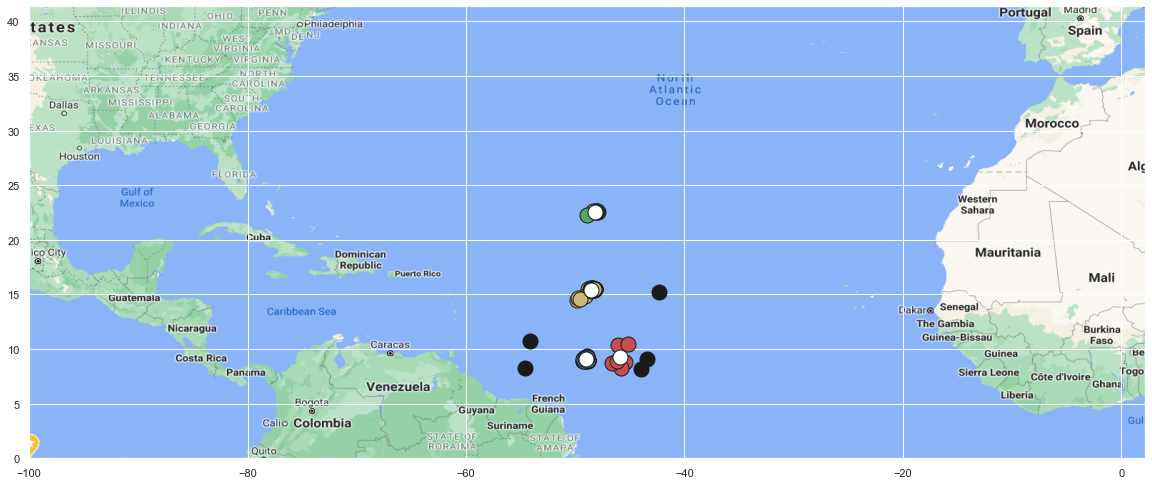 ILLINOIS
OHIO
PENN
Philadelphia
tates
INDIANA
MD
DE
NJ
KANSAS
MISSOURI
WEST
VIRGINIA
KENTUCKY
VIRGINIA
OKLAHOMA
TENNESSEE
NORTH
CAROLINA
ARKANSAS
MISSISSIPPI
SOUTH
CAROLINA
Dallas
ALABAMA
EXAS
GEORGIA
LOUISIANA
Houston
FLORIDA
Gulf of
Mexico
Cuba
ico City
Dominican
Republic
Puerto Rico
Guatemala
Caribbean Sea
Nicaragua
Caracas
Costa Rica
Panama
Venezuela
Bogota
Cali
Colombia
Guyana
French
Guiana
Suriname
STATE OF
RORAIMA
STATE OF
AMAPA
Quito
North
Atlantic
Ocean
Portugal
Madrid
Spain
Morocco
Alg
Western
Sahara
Mauritania
Mali
Dakar
Senegal
The Gambia
Guinea-Bissau
Burkina
Faso
Guinea
Be
Sierra Leone
Côte d'Ivoire
Togo
Ghana
Liberia
Gul
40
35
30
25
20
15
10
5
0
−100
−80
−60
−40
−20
0